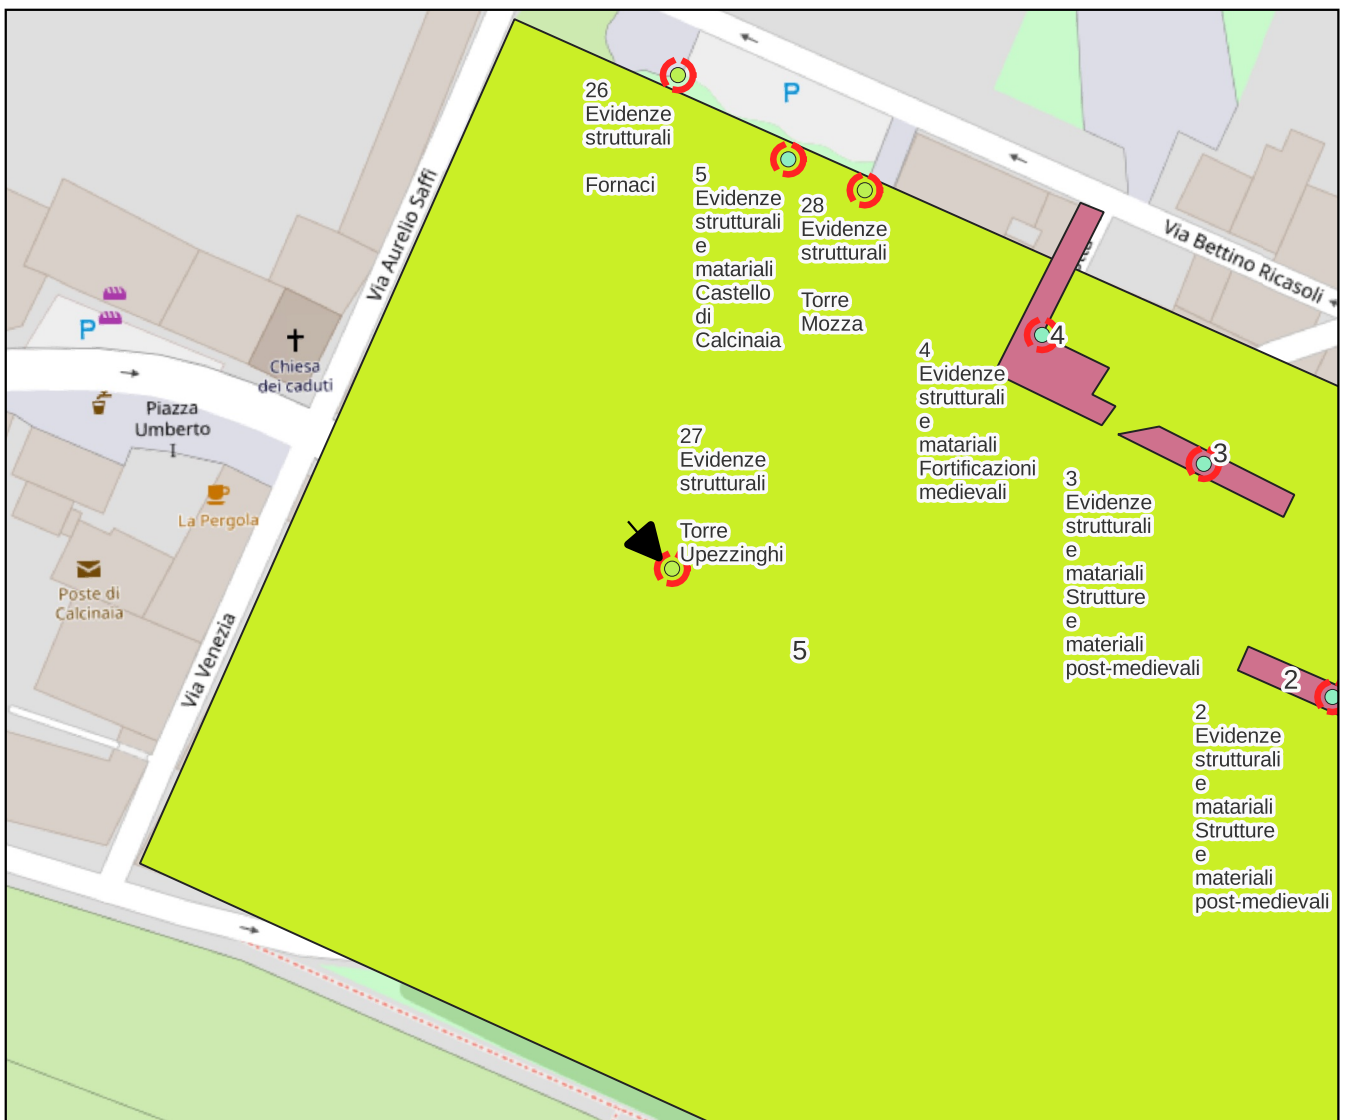 26
Evidenze
strutturali
Fornaci
P
5
Evidenze
strutturali
e
matariali
Castello
di
Calcinaia
28
Evidenze
strutturali
Torre
Mozza
Via Aurelio Saffi
Via Bettino Ricasoli
P
Chiesa
dei caduti
Piazza
Umberto
I
La Pergola
Poste di
Calcinaia
Via Venezia
4
4
Evidenze
strutturali
e
matariali
Fortificazioni
medievali
27
Evidenze
strutturali
Torre
Upezzinghi
5
3
3
Evidenze
strutturali
e
matariali
Strutture
e
materiali
post-medievali
2
2
Evidenze
strutturali
e
matariali
Strutture
e
materiali
post-medievali